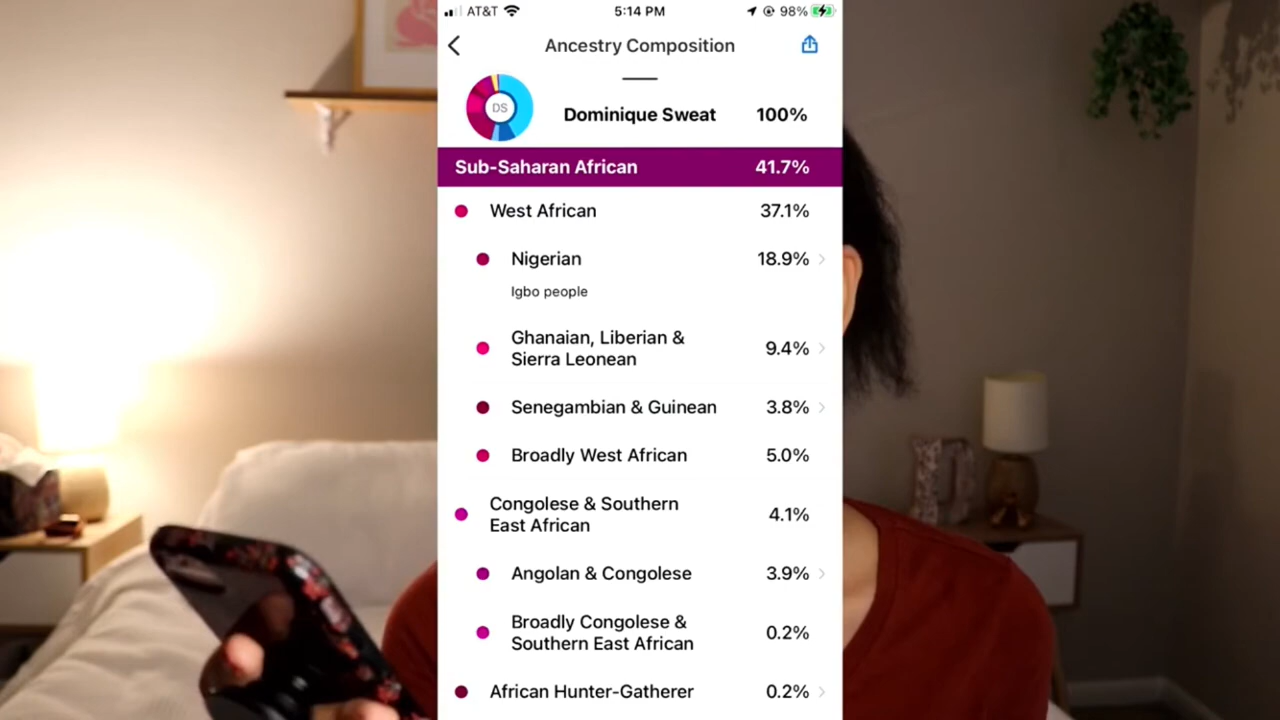 AT&T 5:14 PM 98%
Ancestry Composition
DS Dominique Sweat 100%
Sub-Saharan African 41.7%
West African 37.1%
Nigerian 18.9%
Igbo people
Ghanaian, Liberian &
Sierra Leonean 9.4%
Senegambian & Guinean 3.8%
Broadly West African 5.0%
Congolese & Southern
East African 4.1%
Angolan & Congolese 3.9%
Broadly Congolese &
Southern East African 0.2%
African Hunter-Gatherer 0.2%
D